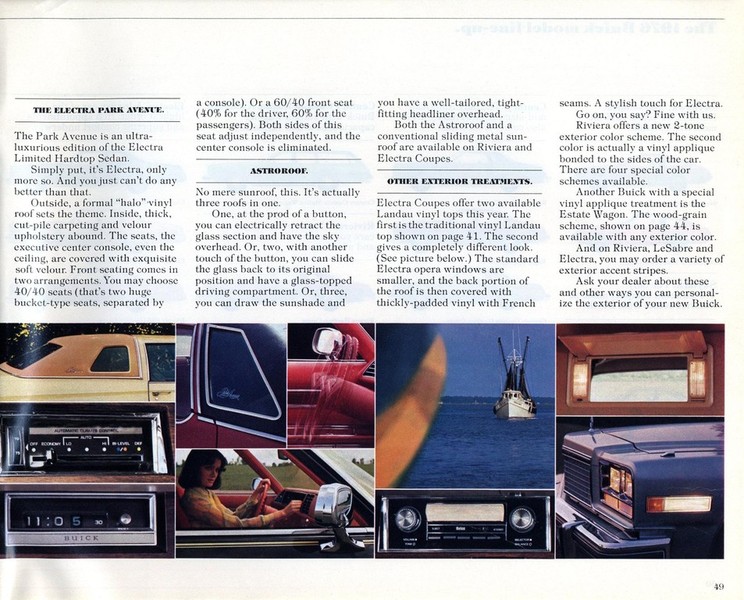 THE ELECTRA PARK AVENUE.
The Park Avenue is an ultra-
luxurious edition of the Electra
Limited Hardtop Sedan.
Simply put, it's Electra, only
more so. And you just can't do any
better than that.
Outside, a formal "halo" vinyl
roof sets the theme. Inside, thick,
cut-pile carpeting and velour
upholstery abound. The seats, the
executive center console, even the
ceiling, are covered with exquisite
soft velour. Front seating comes in
two arrangements. You may choose
40/40 seats (that's two huge
bucket-type seats, separated by
a console). Or a 60/40 front seat
(40% for the driver, 60% for the
passengers). Both sides of this
seat adjust independently, and the
center console is eliminated.
ASTROROOF.
No mere sunroof, this. It's actually
three roofs in one.
One, at the prod of a button,
you can electrically retract the
glass section and have the sky
overhead. Or, two, with another
touch of the button, you can slide
the glass back to its original
position and have a glass-topped
driving compartment. Or, three,
you can draw the sunshade and
you have a well-tailored, tight-
fitting headliner overhead.
Both the Astroroof and a
conventional sliding metal sun-
roof are available on Riviera and
Electra Coupes.
OTHER EXTERIOR TREATMENTS.
Electra Coupes offer two available
Landau vinyl tops this year. The
first is the traditional vinyl Landau
top shown on page 41. The second
gives a completely different look.
(See picture below.) The standard
Electra opera windows are
smaller, and the back portion of
the roof is then covered with
thickly-padded vinyl with French
seams. A stylish touch for Electra.
Go on, you say? Fine with us.
Riviera offers a new 2-tone
exterior color scheme. The second
color is actually a vinyl applique
bonded to the sides of the car.
There are four special color
schemes available.
Another Buick with a special
vinyl applique treatment is the
Estate Wagon. The wood-grain
scheme, shown on page 44, is
available with any exterior color.
And on Riviera, LeSabre and
Electra, you may order a variety of
exterior accent stripes.
Ask your dealer about these
and other ways you can personal-
ize the exterior of your new Buick.
AUTOMATIC CLIMATE CONTROL
AUTO
OFF ECONOMY LO HI BI-LEVEL DEF
11:05 30
BUICK
49